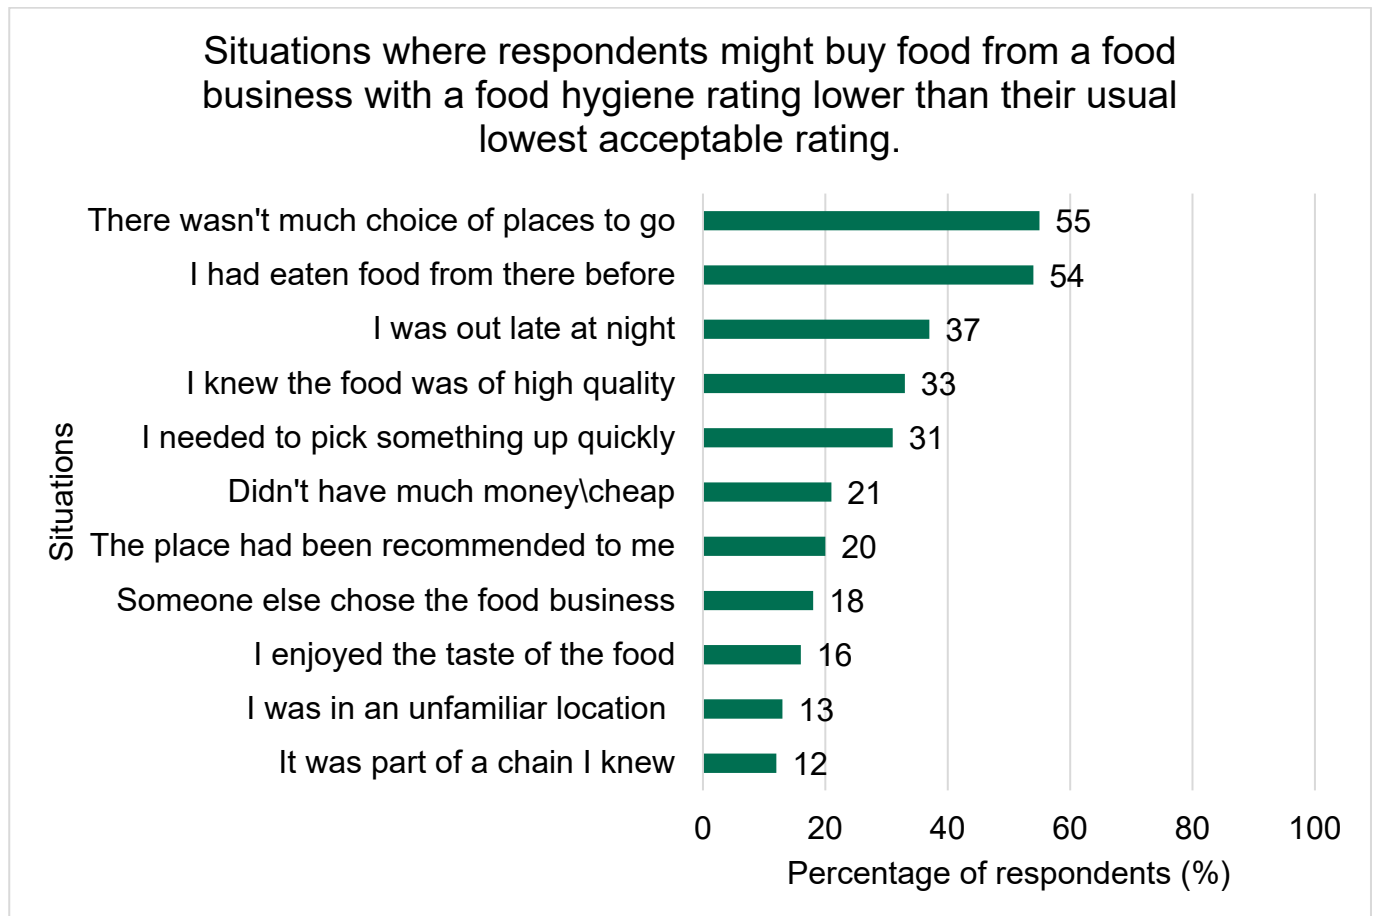 Situations where respondents might buy food from a food
business with a food hygiene rating lower than their usual
lowest acceptable rating.
Situations
There wasn't much choice of places to go 55
I had eaten food from there before 54
I was out late at night 37
I knew the food was of high quality 33
I needed to pick something up quickly 31
Didn't have much money\cheap 21
The place had been recommended to me 20
Someone else chose the food business 18
I enjoyed the taste of the food 16
I was in an unfamiliar location 13
It was part of a chain I knew 12
0 20 40 60 80 100
Percentage of respondents (%)